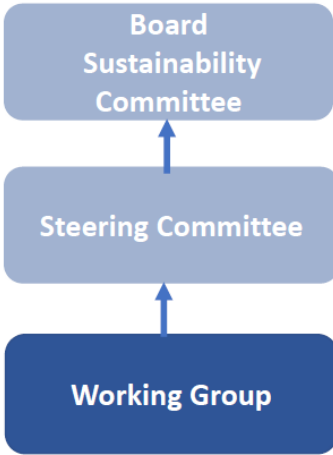 Board
Sustainability
Committee
Steering Committee
Working Group